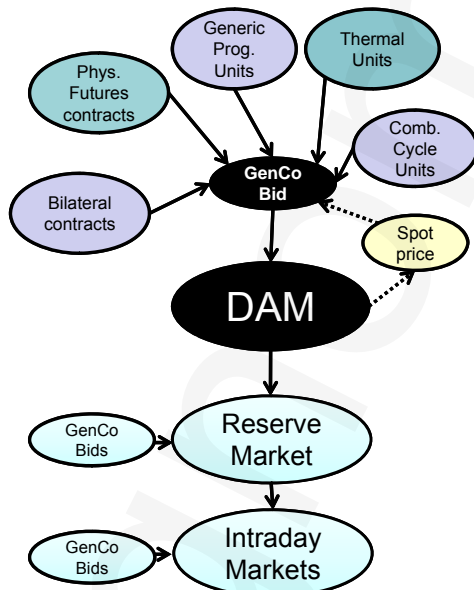 Generic
Prog.
Units
Thermal
Units
Phys.
Futures
contracts
Comb.
Cycle
Units
GenCo
Bid
Bilateral
contracts
Spot
price
DAM
Reserve
Market
GenCo
Bids
Intraday
Markets
GenCo
Bids